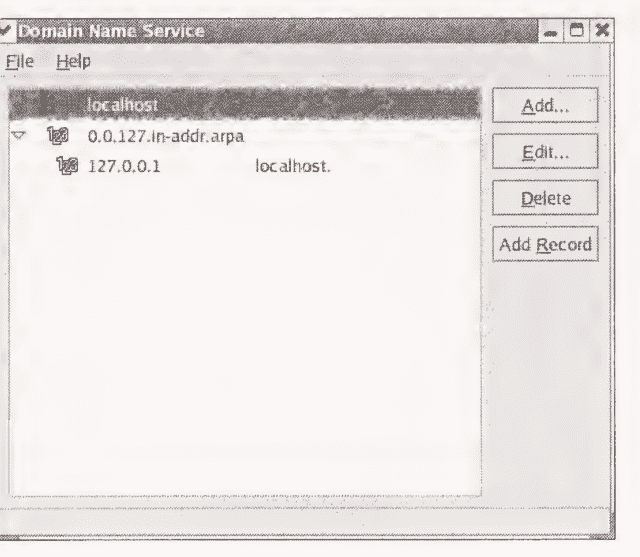 Domain Name Service
File Help
localhost
0.0.127.in-addr.arpa
127.0.0.1 localhost.
Add...
Edit...
Delete
Add Record